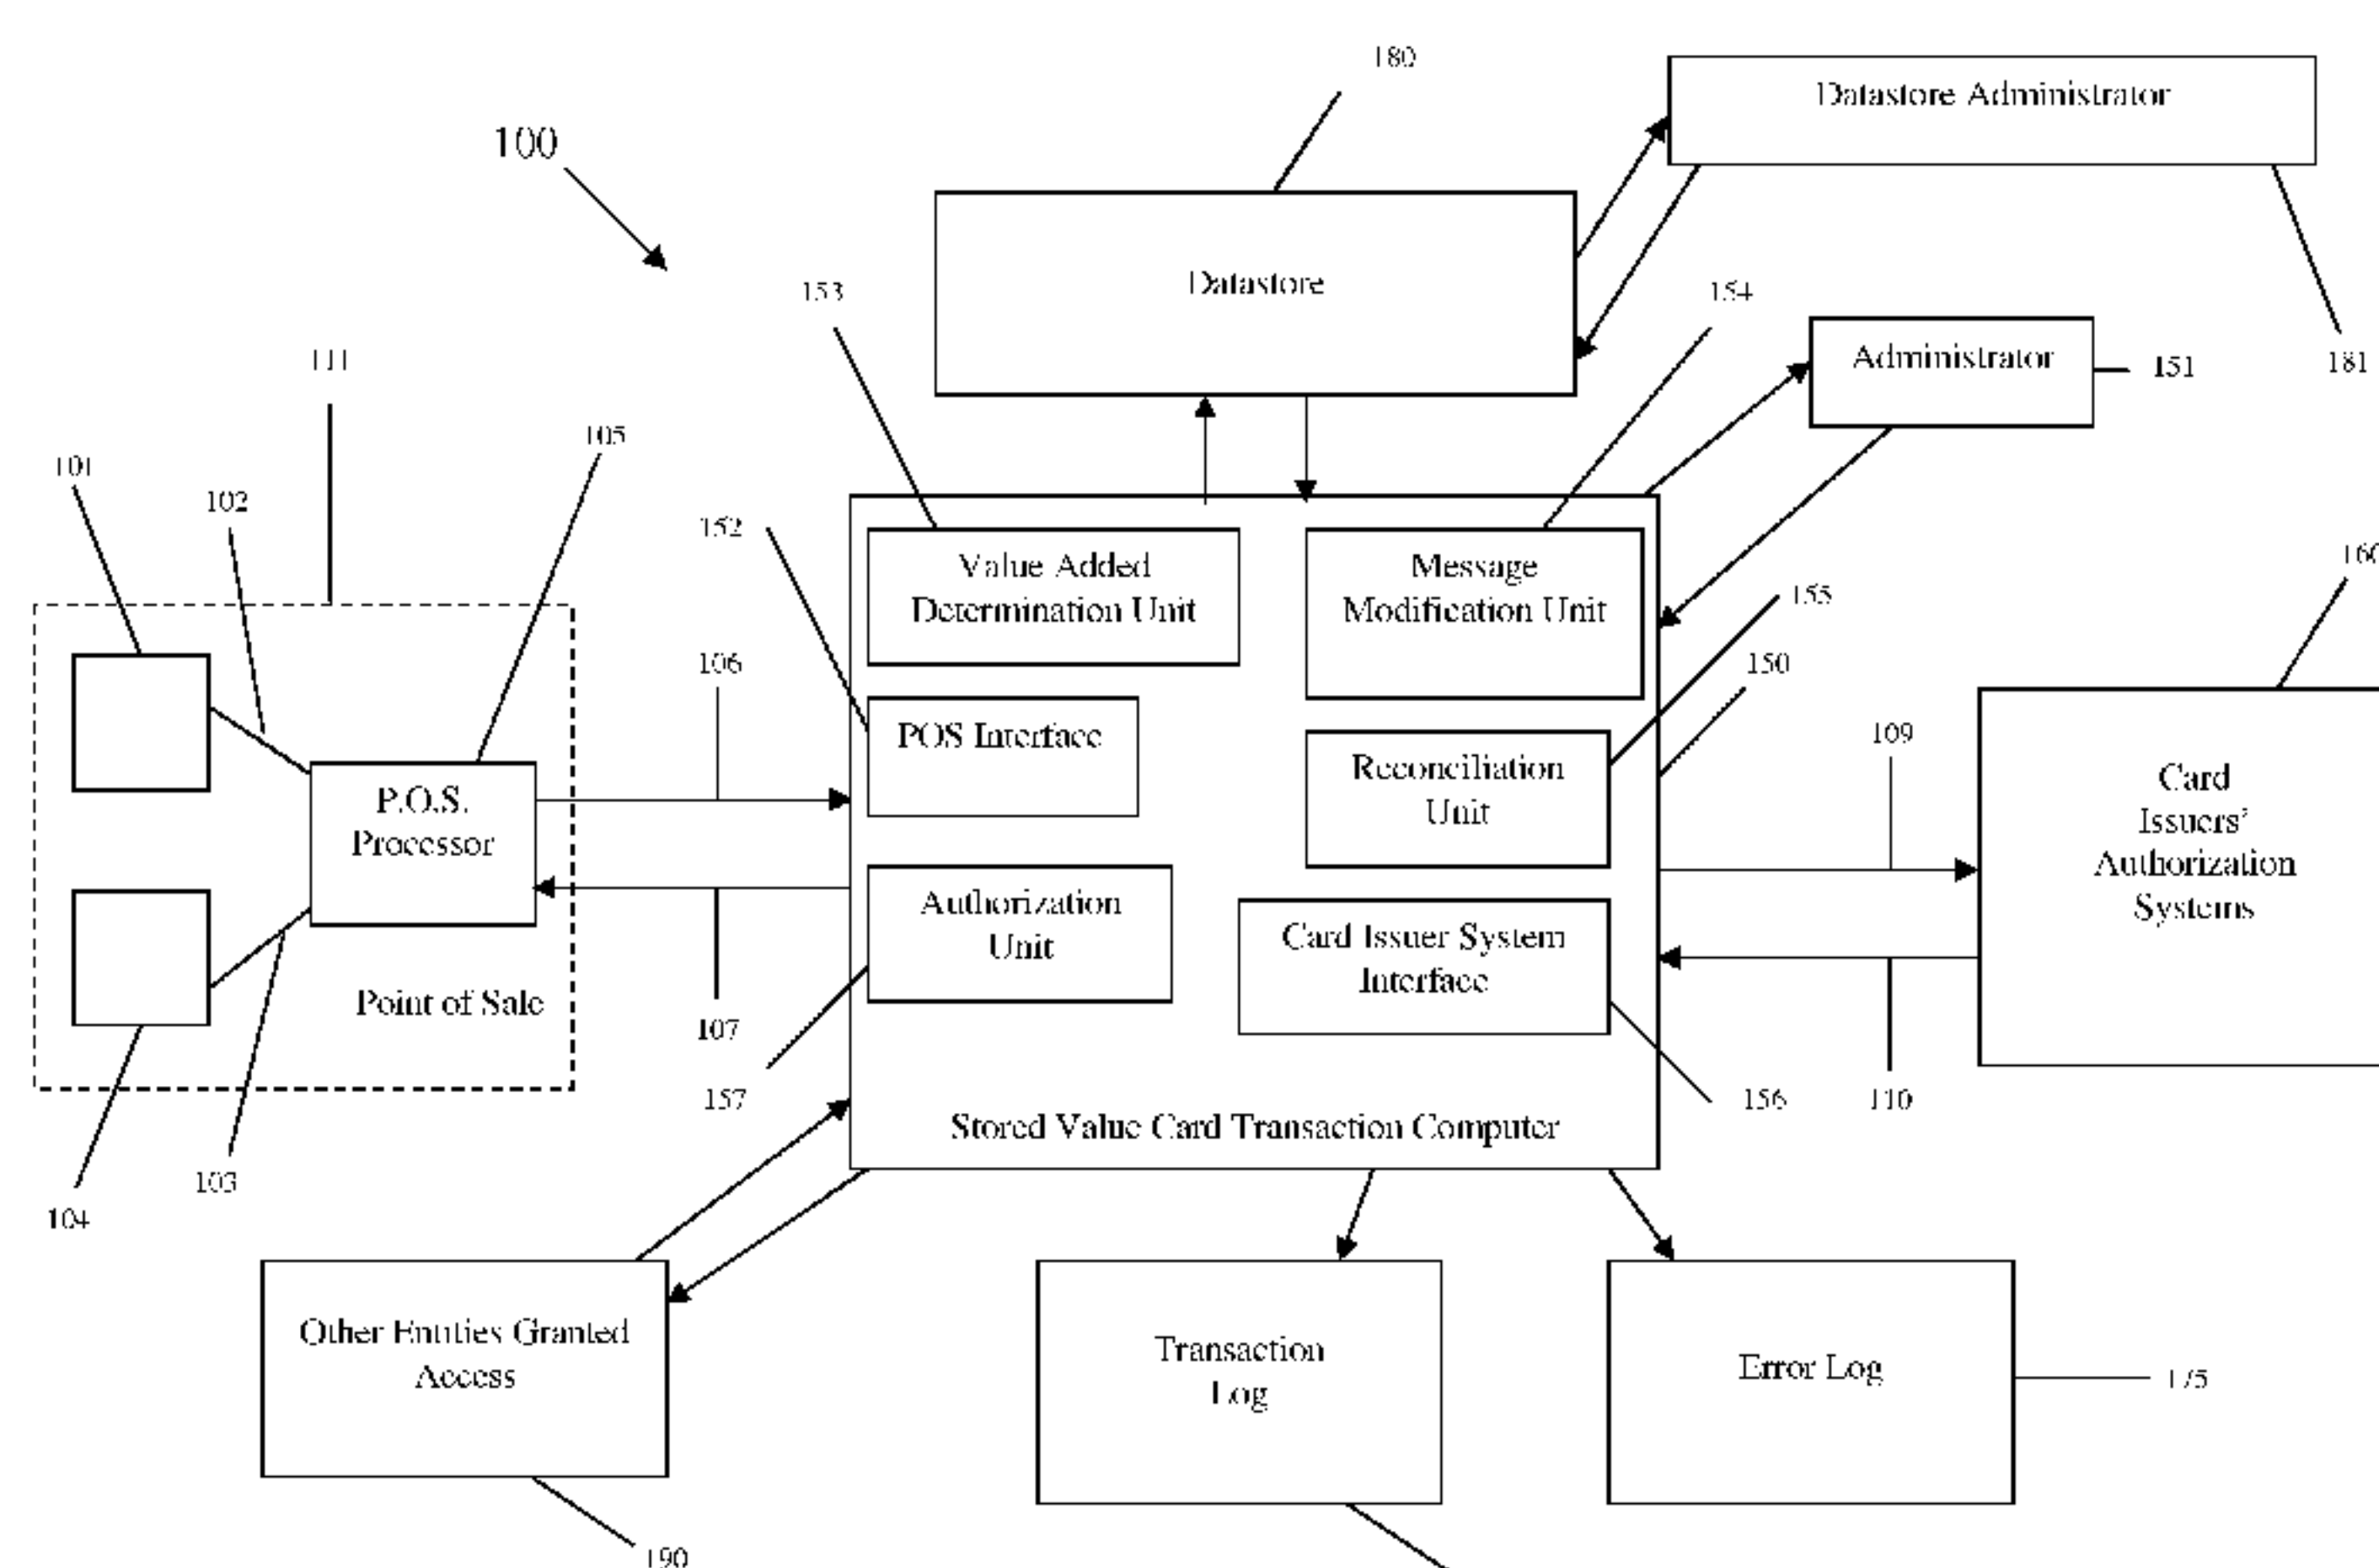 180
Datastore Administrator
100
Datastore
153
154
Administrator
151
181
111
105
101
102
152
Value Added
Determination Unit
Message
Modification Unit
155
160
106
150
POS Interface
109
Reconciliation
Unit
Card
Issuers'
Authorization
Systems
P.O.S.
Processor
Authorization
Unit
Card Issuer System
Interface
Point of Sale
107
157
156
110
Stored Value Card Transaction Computer
103
104
Other Entities Granted
Access
Transaction
Log
Error Log
175
190